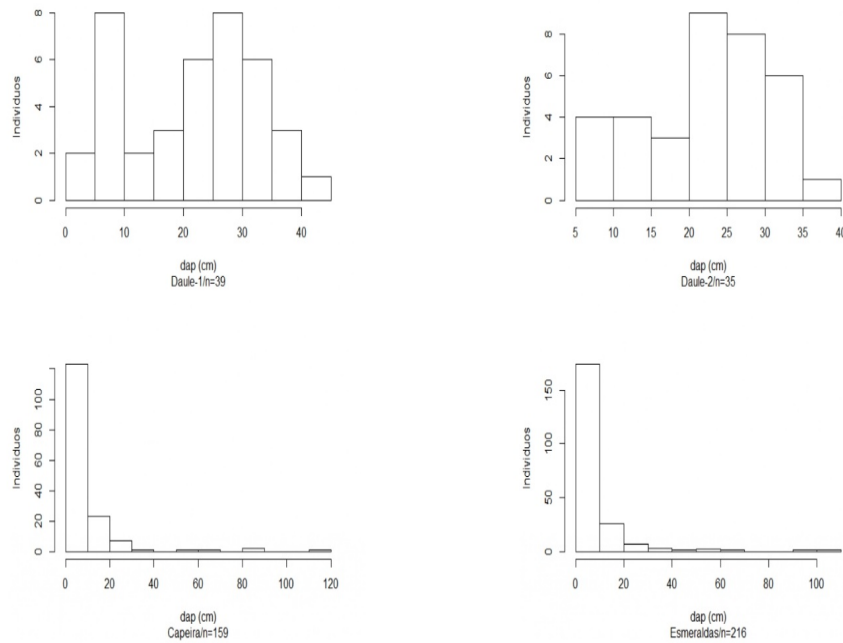 Individuos
8
6
4
2
0
0 10 20 30 40
dap (cm)
Daule-1/n=39
Individuos
8
6
4
2
0
5 10 15 20 25 30 35 40
dap (cm)
Daule-2/n=35
Individuos
100
80
60
40
20
0
0 20 40 60 80 100 120
dap (cm)
Capeira/n=159
Individuos
150
100
50
0
0 20 40 60 80 100
dap (cm)
Esmeraldas/n=216